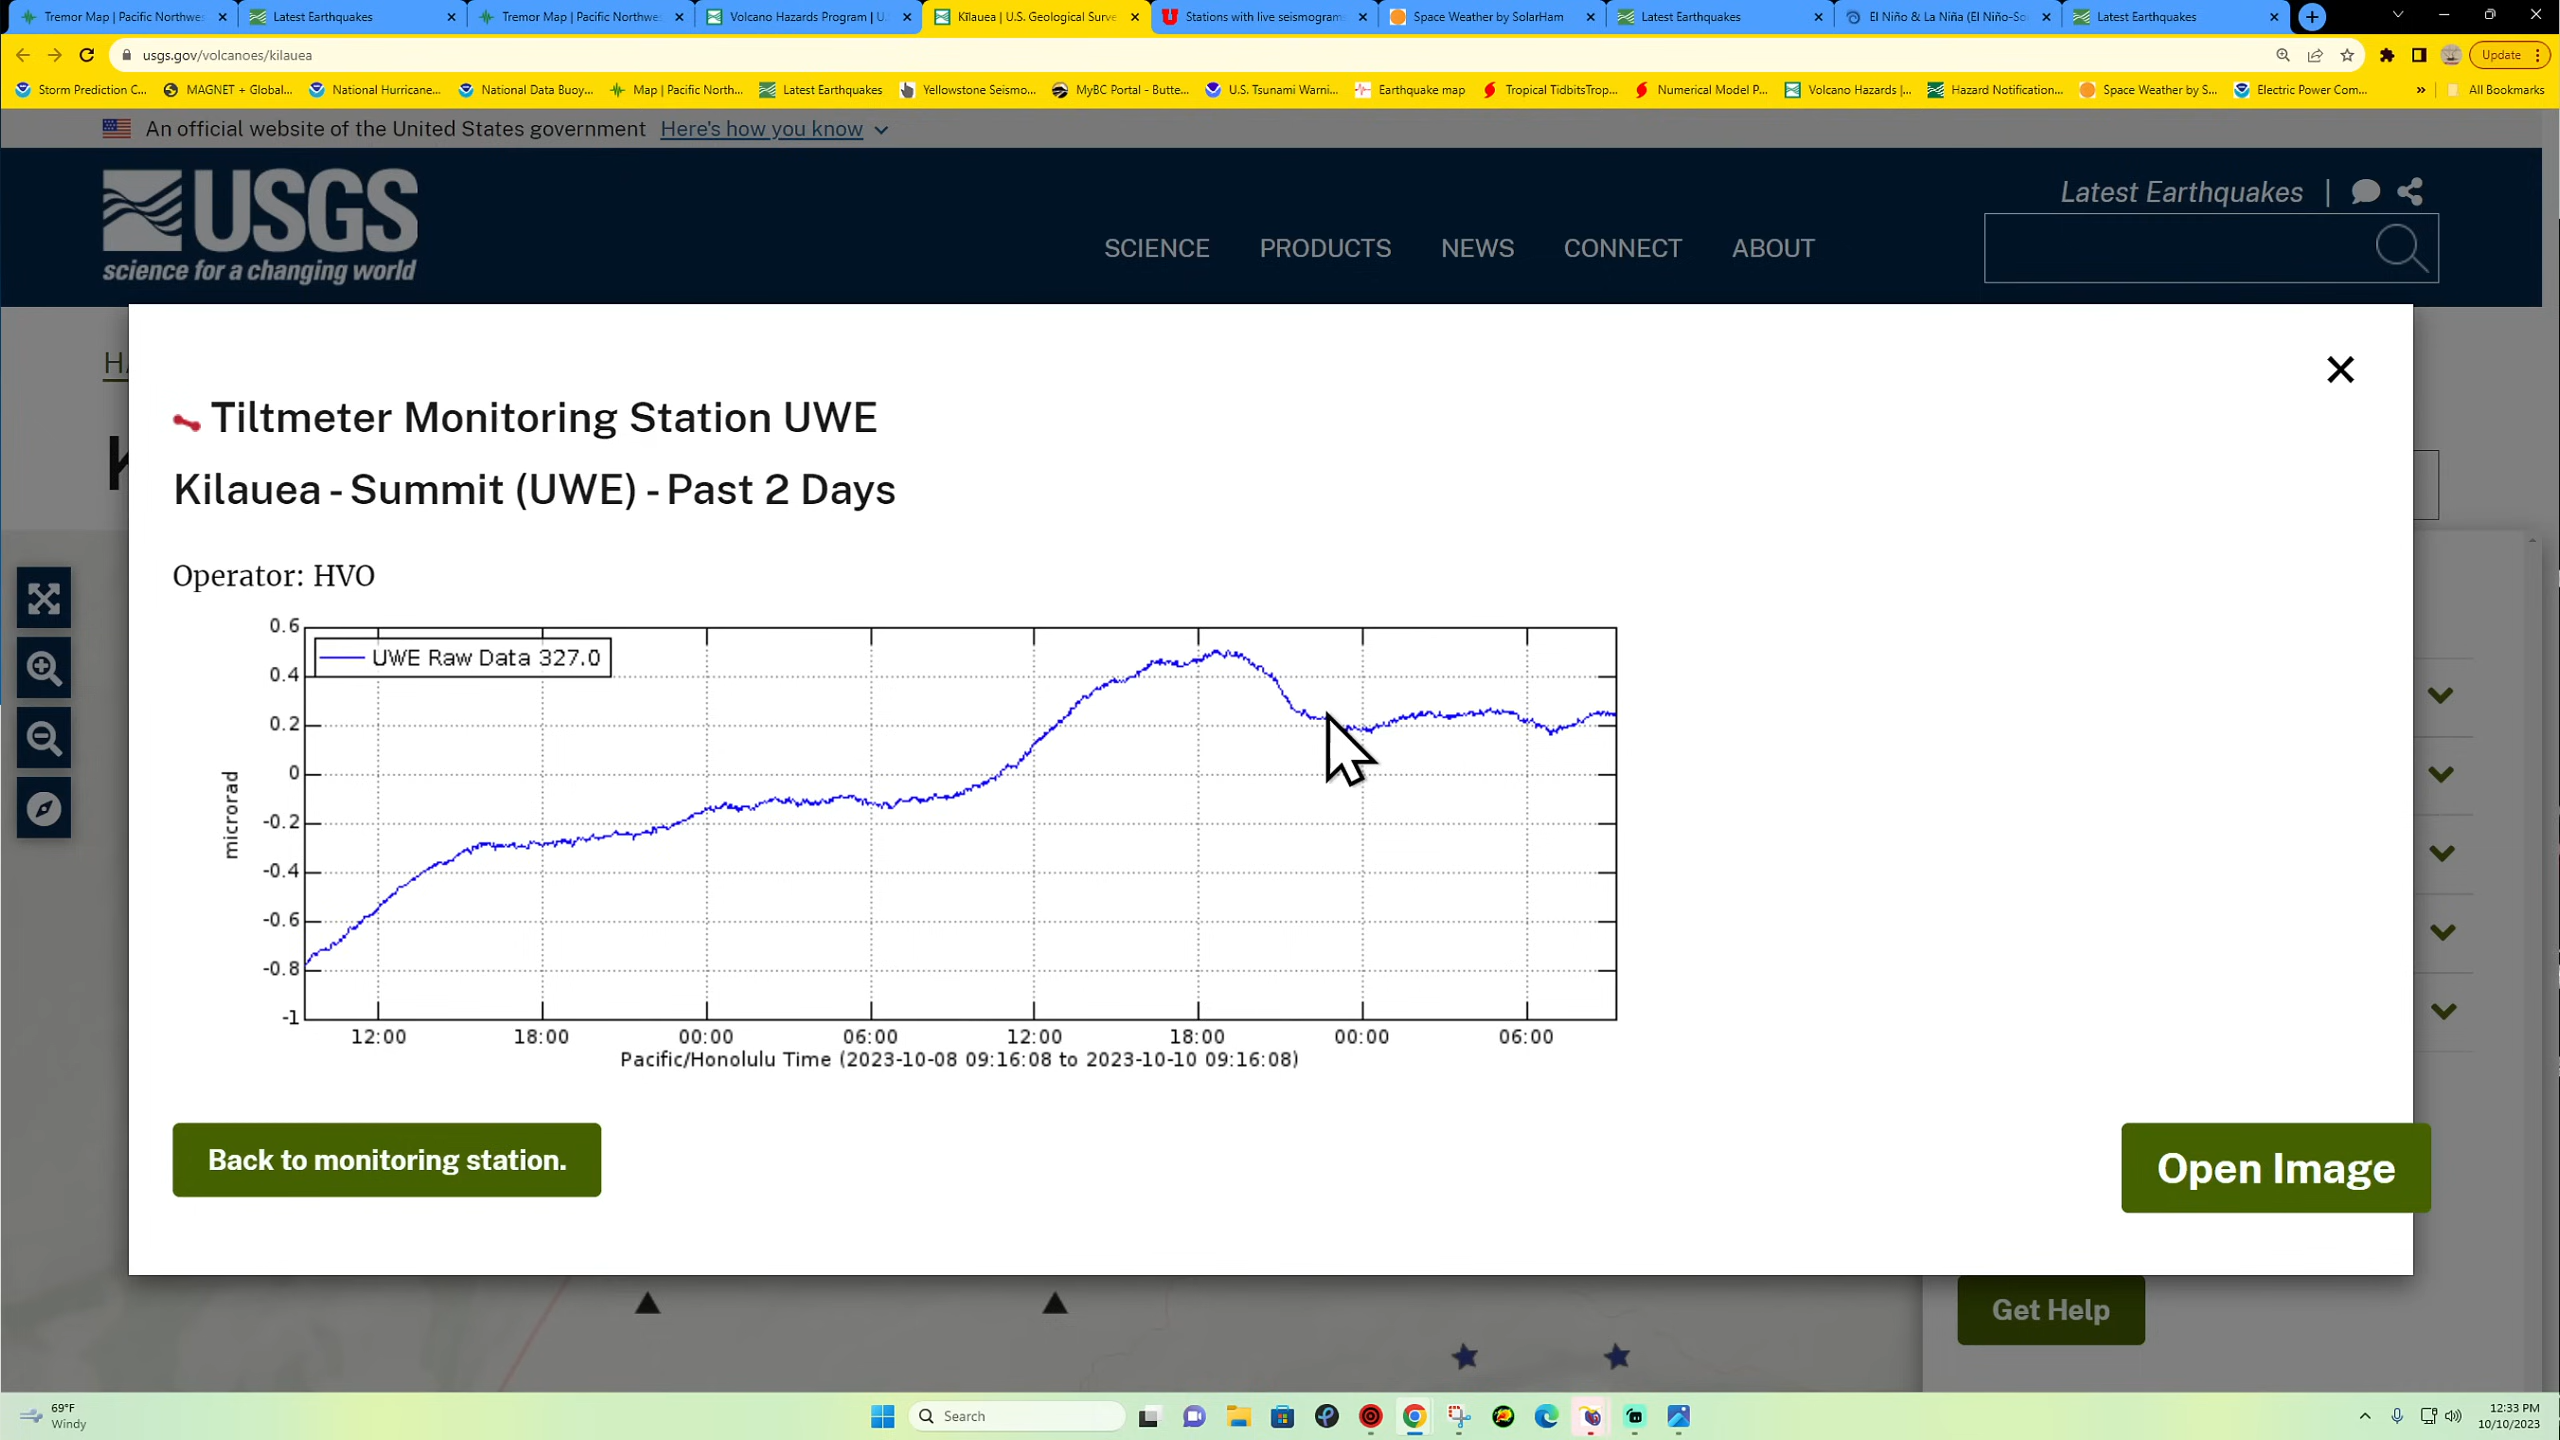 Tremor Map | Pacific Northwes
Latest Earthquakes
Tremor Map | Pacific Northwes
Volcano Hazards Program | U.
Kīlauea | U.S. Geological Surve
Stations with live seismogram
Space Weather by SolarHam
Latest Earthquakes
El Niño & La Niña (El Niño-So
Latest Earthquakes
usgs.gov/volcanoes/kilauea
Update
Storm Prediction C...
MAGNET + Global...
National Hurricane...
National Data Buoy...
Map | Pacific North...
Latest Earthquakes
Yellowstone Seismo...
MyBC Portal - Butte...
U.S. Tsunami Warni...
Earthquake map
Tropical TidbitsTrop...
Numerical Model P...
Volcano Hazards |...
Hazard Notification...
Space Weather by S...
Electric Power Com...
»
All Bookmarks
An official website of the United States government Here's how you know
USGS
science for a changing world
Latest Earthquakes |
SCIENCE PRODUCTS NEWS CONNECT ABOUT
Tiltmeter Monitoring Station UWE
Kilauea - Summit (UWE) - Past 2 Days
Operator: HVO
UWE Raw Data 327.0
0.6
0.4
0.2
0
-0.2
-0.4
-0.6
-0.8
-1
microrad
12:00 18:00 00:00 06:00 12:00 18:00 00:00 06:00
Pacific/Honolulu Time (2023-10-08 09:16:08 to 2023-10-10 09:16:08)
Back to monitoring station.
Open Image
Get Help
69°F
Windy
Search
12:33 PM
10/10/2023